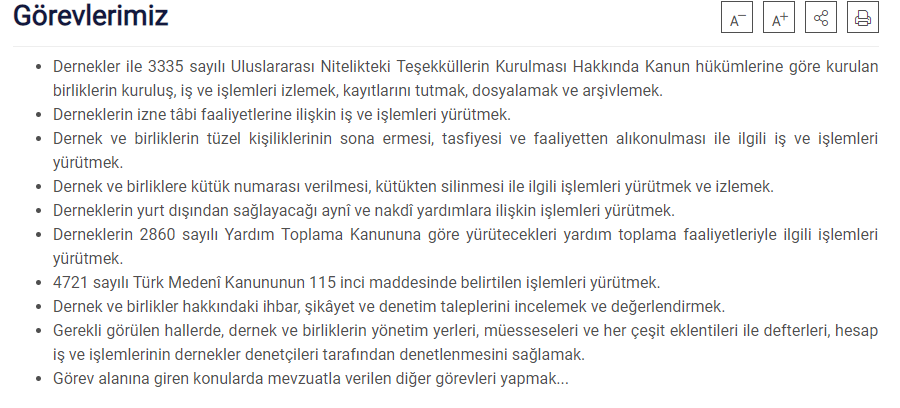 Görevlerimiz
A− A+
• Dernekler ile 3335 sayılı Uluslararası Nitelikteki Teşekküllerin Kurulması Hakkında Kanun hükümlerine göre kurulan
birliklerin kuruluş, iş ve işlemleri izlemek, kayıtlarını tutmak, dosyalamak ve arşivlemek.
• Derneklerin izne tâbi faaliyetlerine ilişkin iş ve işlemleri yürütmek.
• Dernek ve birliklerin tüzel kişiliklerinin sona ermesi, tasfiyesi ve faaliyetten alıkonulması ile ilgili iş ve işlemleri
yürütmek.
• Dernek ve birliklere kütük numarası verilmesi, kütükten silinmesi ile ilgili işlemleri yürütmek ve izlemek.
• Derneklerin yurt dışından sağlayacağı aynî ve nakdî yardımlara ilişkin işlemleri yürütmek.
• Derneklerin 2860 sayılı Yardım Toplama Kanununa göre yürütecekleri yardım toplama faaliyetleriyle ilgili işlemleri
yürütmek.
• 4721 sayılı Türk Medenî Kanununun 115 inci maddesinde belirtilen işlemleri yürütmek.
• Dernek ve birlikler hakkındaki ihbar, şikâyet ve denetim taleplerini incelemek ve değerlendirmek.
• Gerekli görülen hallerde, dernek ve birliklerin yönetim yerleri, müesseseleri ve her çeşit eklentileri ile defterleri, hesap
iş ve işlemlerinin dernekler denetçileri tarafından denetlenmesini sağlamak.
• Görev alanına giren konularda mevzuatla verilen diğer görevleri yapmak...